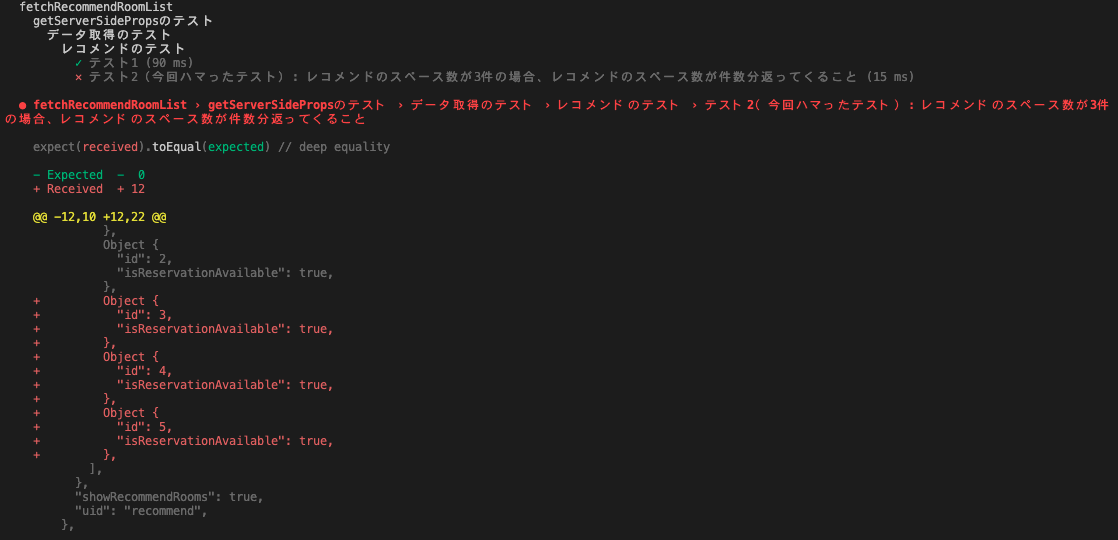 fetchRecommendRoomList
getServerSidePropsのテスト
データ取得のテスト
レコメンドのテスト
✓ テスト1 (90 ms)
✕ テスト2（今回ハマったテスト）: レコメンドのスペース数が3件の場合、レコメンドのスペース数が件数分返ってくること (15 ms)
● fetchRecommendRoomList › getServerSidePropsのテスト › データ取得のテスト › レコメンドのテスト › テスト2（今回ハマったテスト）: レコメンドのスペース数が3件
の場合、レコメンドのスペース数が件数分返ってくること
expect(received).toEqual(expected) // deep equality
- Expected  -  0
+ Received  + 12
@@ -12,10 +12,22 @@
},
Object {
"id": 2,
"isReservationAvailable": true,
},
+ Object {
+ "id": 3,
+ "isReservationAvailable": true,
+ },
+ Object {
+ "id": 4,
+ "isReservationAvailable": true,
+ },
+ Object {
+ "id": 5,
+ "isReservationAvailable": true,
+ },
],
},
"showRecommendRooms": true,
"uid": "recommend",
},